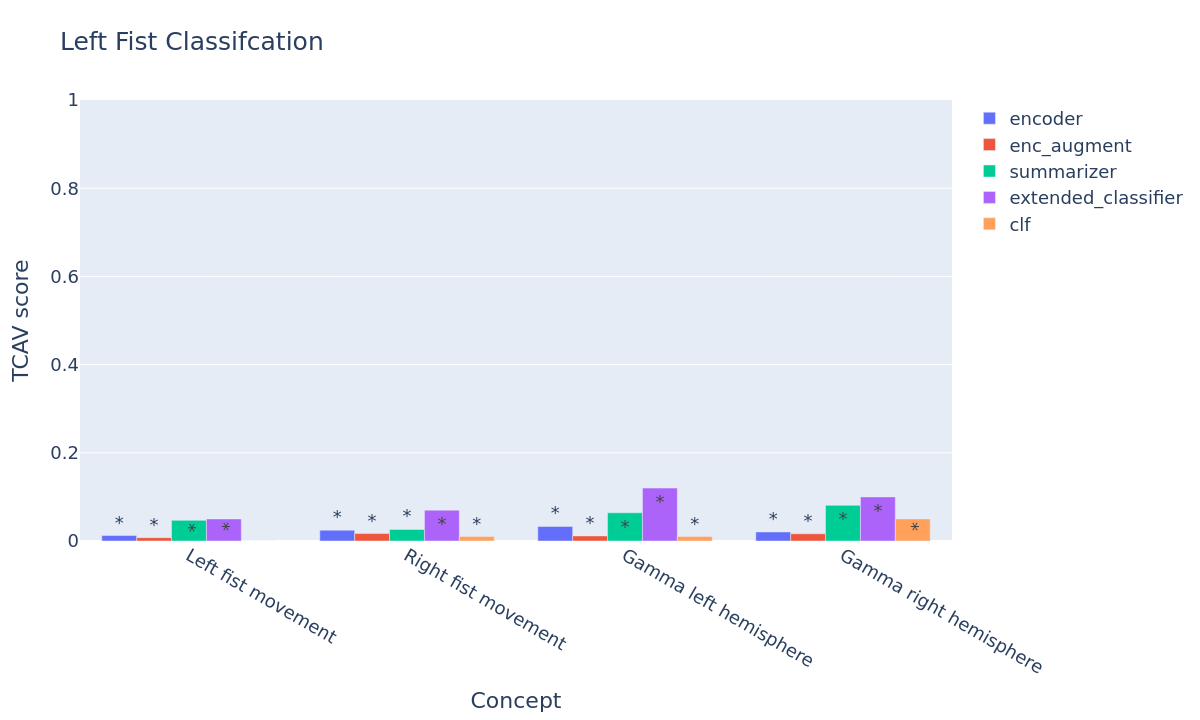 Left Fist Classifcation
1
0.8
0.6
0.4
0.2
0
TCAV score
encoder
enc_augment
summarizer
extended_classifier
clf
* * * *
* * * * *
* * * * *
* * * * *
Left fist movement
Right fist movement
Gamma left hemisphere
Gamma right hemisphere
Concept